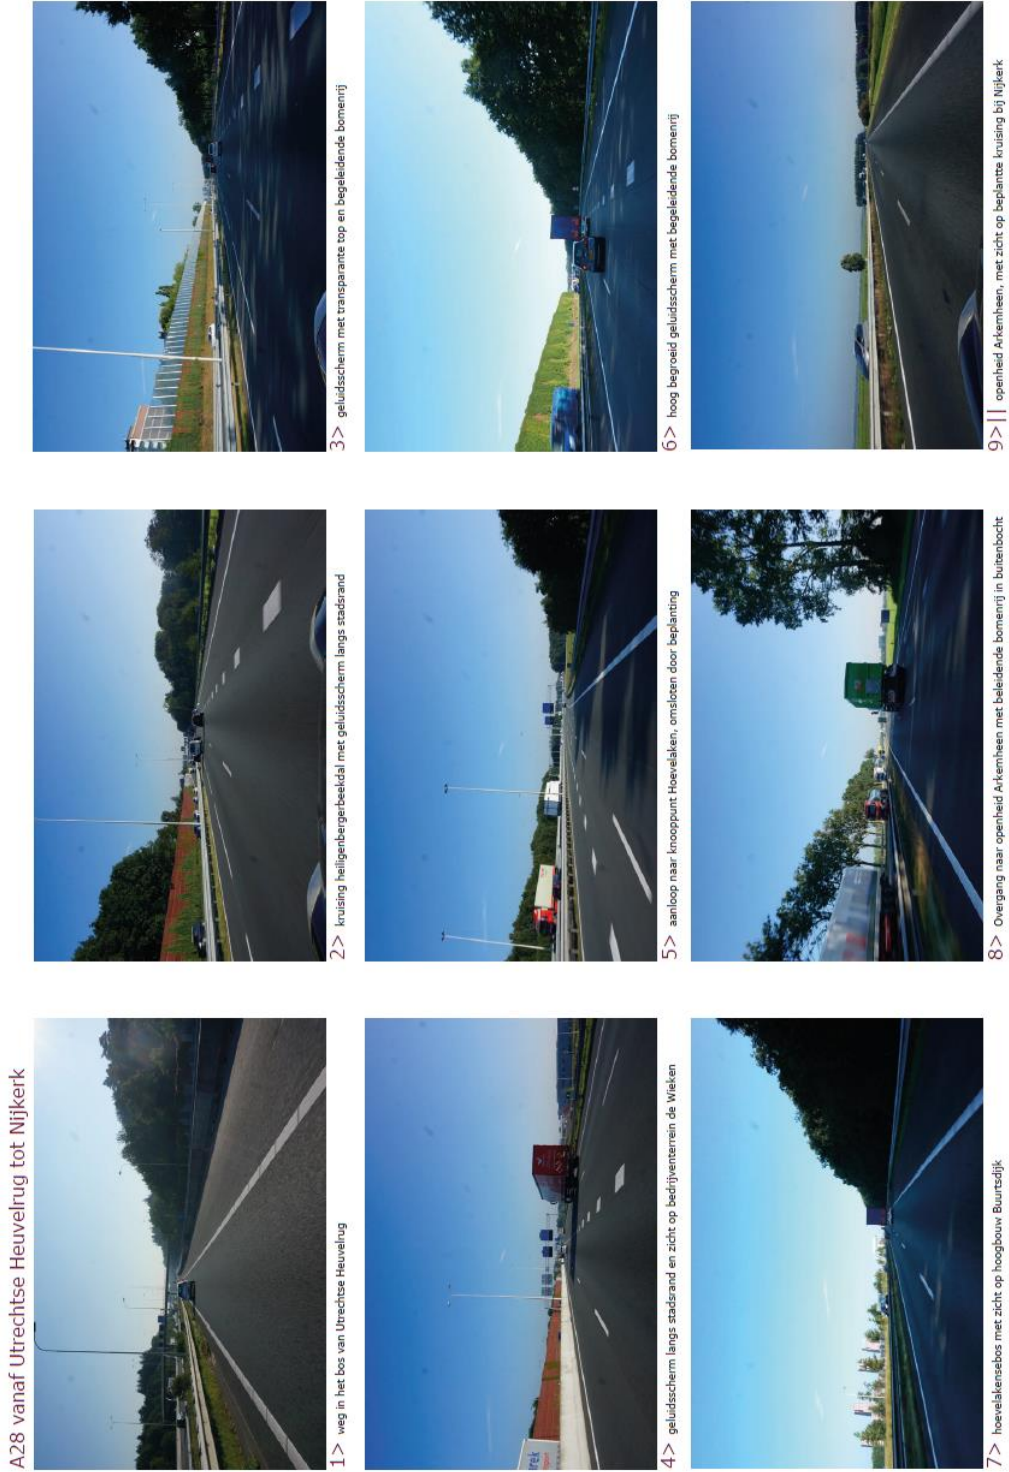 A28 vanaf Utrechtse Heuvelrug tot Nijkerk
1> weg in het bos van Utrechtse Heuvelrug
2> kruising heiligenbergerbeekdal met geluidsscherm langs stadsrand
3> geluidsscherm met transparante top en begeleidende bomenrij
4> geluidsscherm langs stadsrand en zicht op bedrijventerrein de Wieken
5> aanloop naar knooppunt Hoevelaken, omsloten door beplanting
6> hoog begroeid geluidsscherm met begeleidende bomenrij
7> hoevelakensebos met zicht op hoogbouw Buurtsdijk
8> Overgang naar openheid Arkemheen met beleidende bomenrij in buitenbocht
9>|| openheid Arkemheen, met zicht op beplantte kruising bij Nijkerk